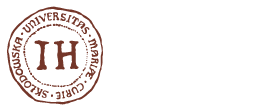 UNIVERSITAS · MARIAE · CURIE · SKŁODOWSKA ·
IH